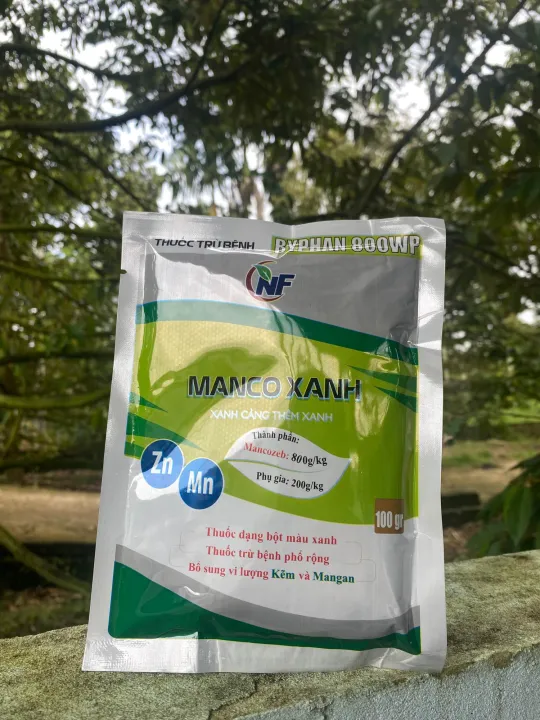 THUỐC TRỪ BỆNH BYPHAN 800WP
NF
MANCO XANH
XANH CÀNG THÊM XANH
Thành phần:
Mancozeb: 800g/kg
Phụ gia: 200g/kg
Zn
Mn
100 gr
Thuốc dạng bột màu xanh
Thuốc trừ bệnh phổ rộng
Bổ sung vi lượng Kẽm và Mangan